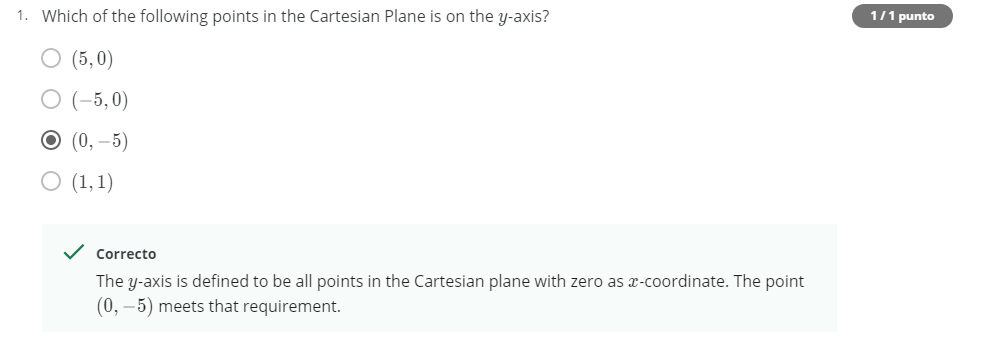 1. Which of the following points in the Cartesian Plane is on the y-axis?
1 / 1 punto
(5, 0)
(−5, 0)
(0, −5)
(1, 1)
Correcto
The y-axis is defined to be all points in the Cartesian plane with zero as x-coordinate. The point
(0, −5) meets that requirement.